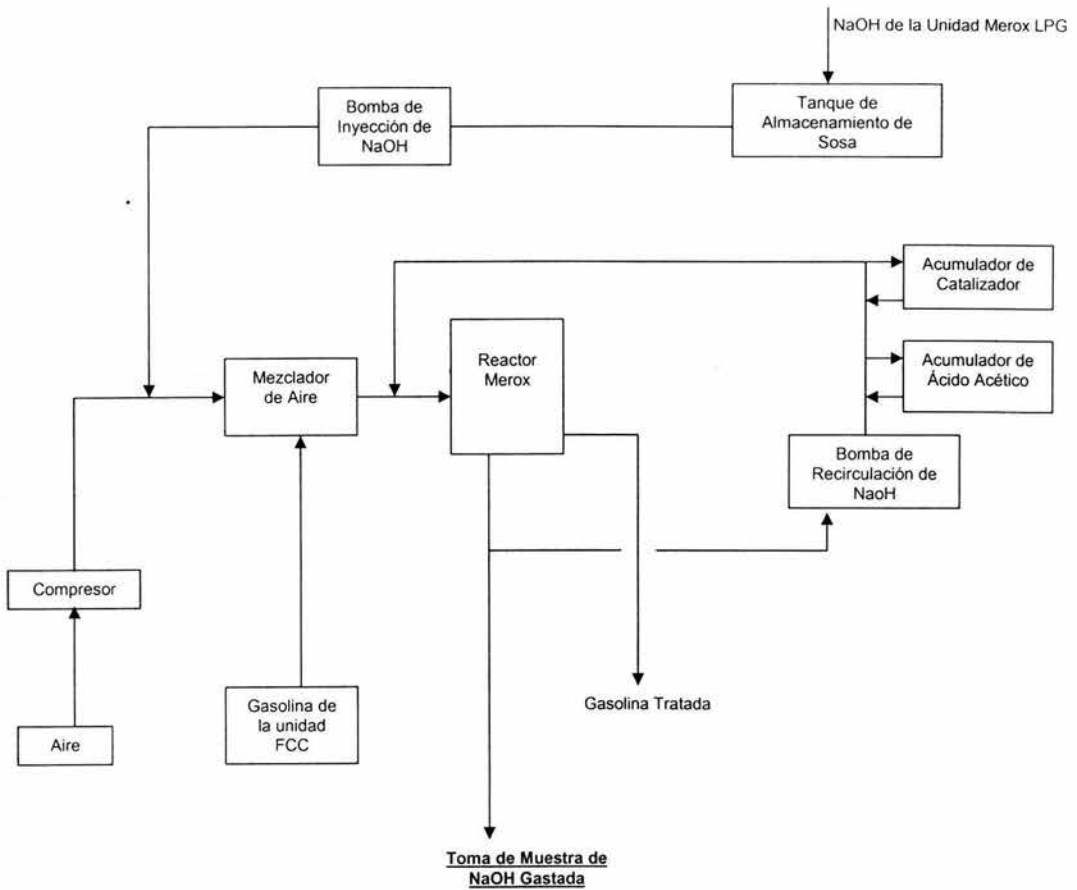 NaOH de la Unidad Merox LPG
Bomba de
Inyección de
NaOH
Tanque de
Almacenamiento de
Sosa
Acumulador de
Catalizador
Reactor
Merox
Mezclador
de Aire
Acumulador de
Ácido Acético
Bomba de
Recirculación de
NaoH
Compresor
Gasolina de
la unidad
FCC
Gasolina Tratada
Aire
Toma de Muestra de
NaOH Gastada